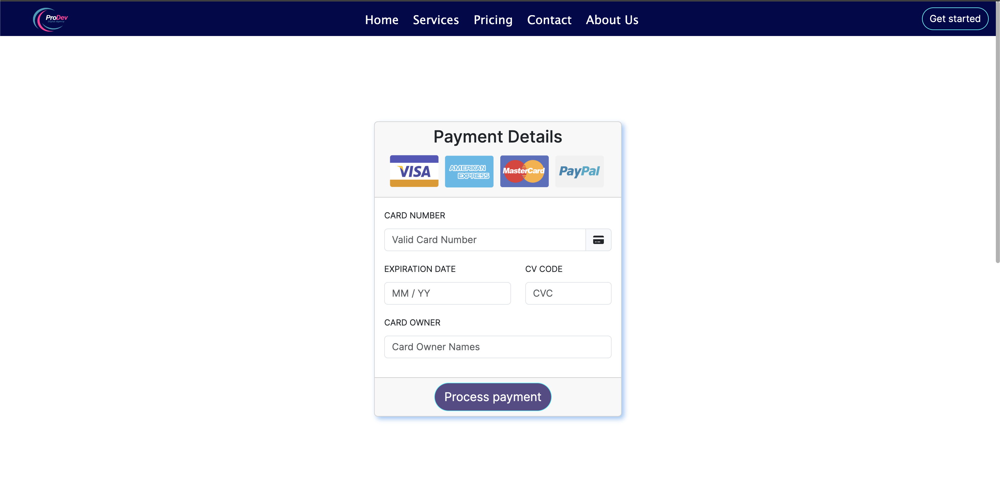 ProDev
Digital Agency
Home Services Pricing Contact About Us
Get started
Payment Details
VISA
AMERICAN
EXPRESS
MasterCard
PayPal
CARD NUMBER
Valid Card Number
EXPIRATION DATE CV CODE
MM / YY CVC
CARD OWNER
Card Owner Names
Process payment